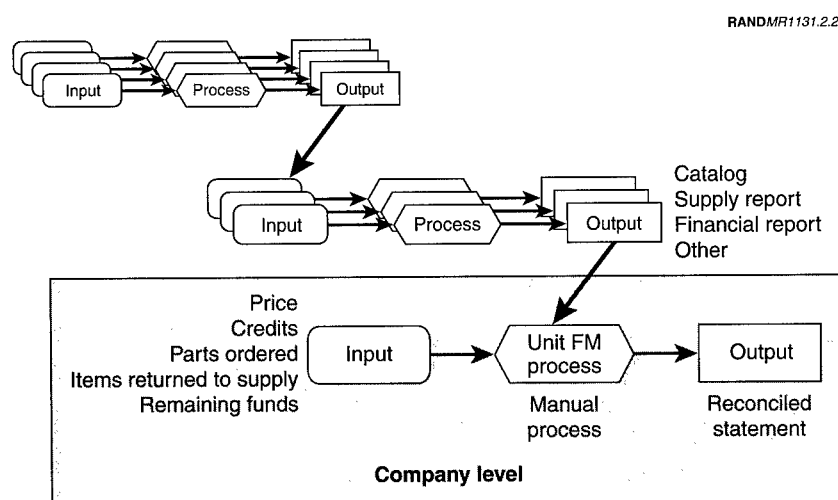 RANDMR1131.2.2
Input
Process
Output
Input
Process
Output
Catalog
Supply report
Financial report
Other
Price
Credits
Parts ordered
Items returned to supply
Remaining funds
Input
Unit FM
process
Output
Manual
process
Reconciled
statement
Company level